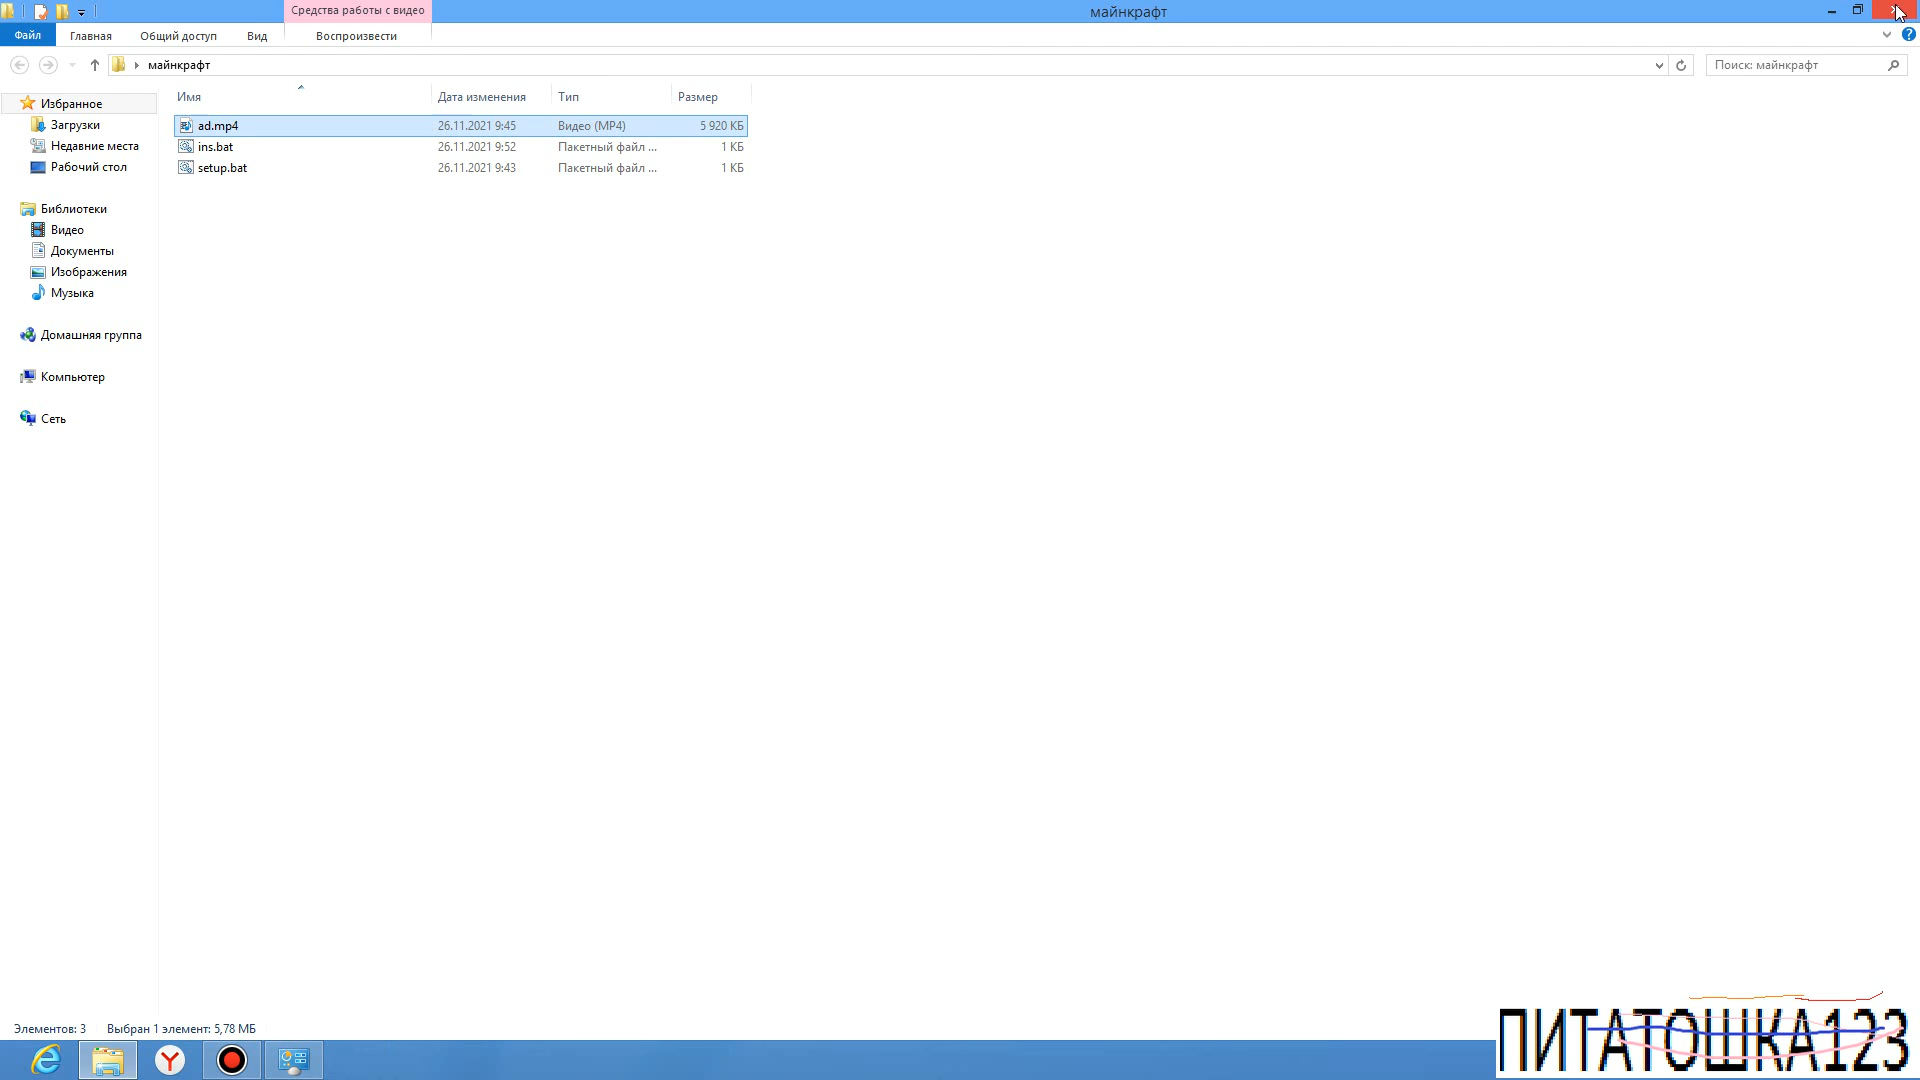 Средства работы с видео
майнкрафт
Файл Главная Общий доступ Вид Воспроизвести
майнкрафт
Поиск: майнкрафт
Имя Дата изменения Тип Размер
ad.mp4 26.11.2021 9:45 Видео (MP4) 5 920 КБ
ins.bat 26.11.2021 9:52 Пакетный файл ... 1 КБ
setup.bat 26.11.2021 9:43 Пакетный файл ... 1 КБ
Избранное
Загрузки
Недавние места
Рабочий стол
Библиотеки
Видео
Документы
Изображения
Музыка
Домашняя группа
Компьютер
Сеть
Элементов: 3 Выбран 1 элемент: 5,78 МБ
ПИТАТОШКА123